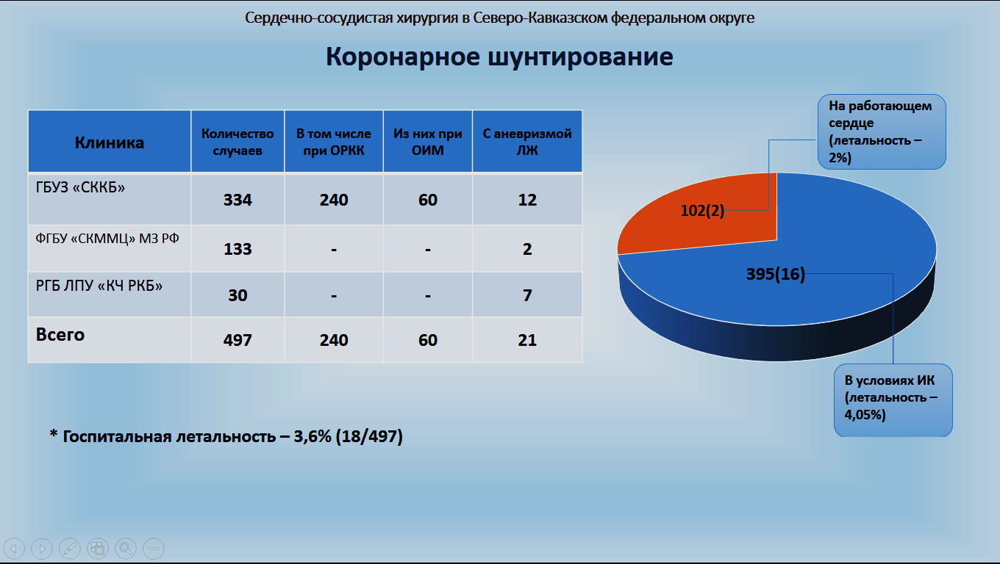 Сердечно-сосудистая хирургия в Северо-Кавказском федеральном округе
Коронарное шунтирование
Клиника
Количество
случаев
В том числе
при ОРКК
Из них при
ОИМ
С аневризмой
ЛЖ
ГБУЗ «СККБ»
334
240
60
12
ФГБУ «СКММЦ» МЗ РФ
133
-
-
2
РГБ ЛПУ «КЧ РКБ»
30
-
-
7
Всего
497
240
60
21
* Госпитальная летальность – 3,6% (18/497)
На работающем
сердце
(летальность –
2%)
102(2)
395(16)
В условиях ИК
(летальность –
4,05%)